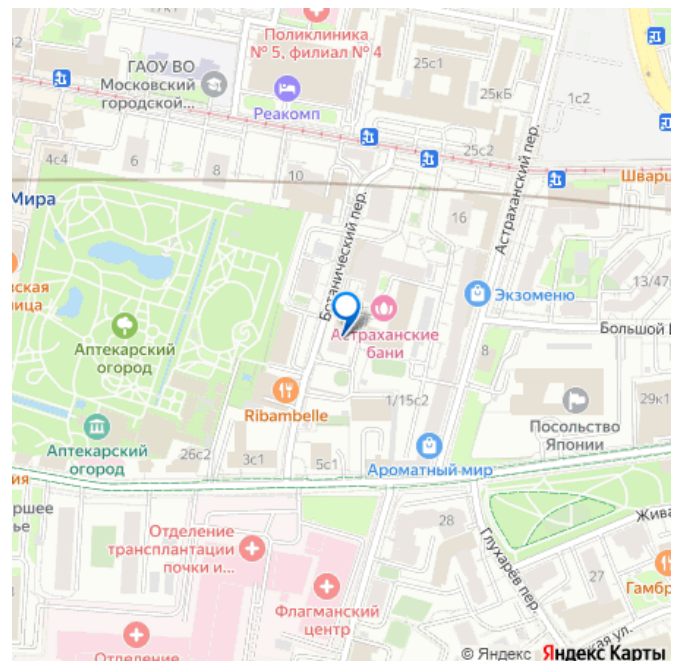 Поликлиника
№ 5, филиал № 4
ГАОУ ВО
Московский
городской...
Реакомп
25с1
25кБ
1с2
25с2
4с4
6
8
10
16
Мира
Шварц
Астраханский пер.
Ботанический пер.
Экзоменю
13/47
Астраханские
бани
Большой
8
Аптекарский
огород
Ribambelle
1/15с2
Посольство
Японии
29к1
Аптекарский
огород
26с2
3с1
5с1
Ароматный мир
Отделение
трансплантации
почки и...
28
Глухарёв пер.
Жива
27
Гамбр
Флагманский
центр
Отделение
ая ул.
© Яндекс Яндекс Карты